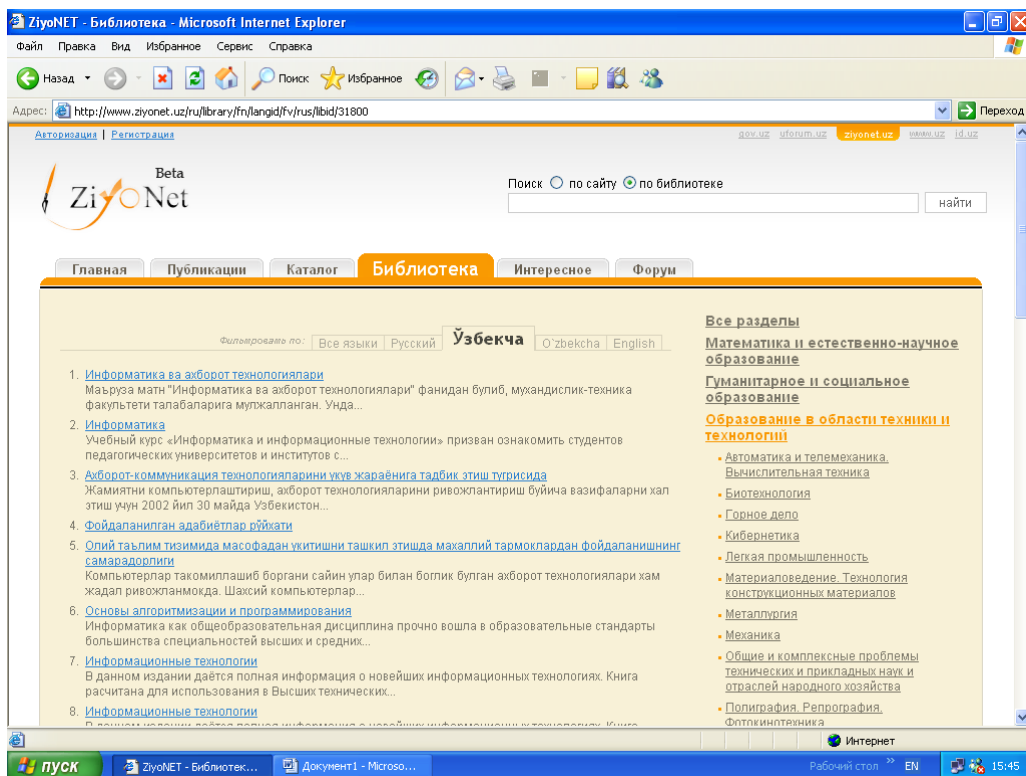 ZiyoNET - Библиотека - Microsoft Internet Explorer
Файл Правка Вид Избранное Сервис Справка
Назад Поиск Избранное
Адрес: http://www.ziyonet.uz/ru/library/fn/langid/fv/rus/libid/31800 Переход
Авторизация | Регистрация gov.uz uforum.uz ziyonet.uz www.uz id.uz
Beta
ZiyoNet
Поиск по сайту по библиотеке
найти
Главная Публикации Каталог Библиотека Интересное Форум
Фильтровать по: Все языки Русский Ўзбекча O`zbekcha English
1. Информатика ва ахборот технологиялари
Маъруза матн "Информатика ва ахборот технологиялари" фанидан булиб, мухандислик-техника
факультети талабаларига мулжалланган. Унда...
2. Информатика
Учебный курс «Информатика и информационные технологии» призван ознакомить студентов
педагогических университетов и институтов с...
3. Ахборот-коммуникация технологияларини укув жараёнига тадбик этиш тугрисида
Жамиятни компьютерлаштириш, ахборот технологияларини ривожлантириш буйича вазифаларни хал
этиш учун 2002 йил 30 майда Узбекистон...
4. Фойдаланилган адабиётлар рўйхати
5. Олий таълим тизимида масофадан укитишни ташкил этишда махаллий тармоклардан фойдаланишнинг
самарадорлиги
Компьютерлар такомиллашиб боргани сайин улар билан боглик булган ахборот технологиялари хам
жадал ривожланмокда. Шахсий компьютерлар...
6. Основы алгоритмизации и программирования
Информатика как общеобразовательная дисциплина прочно вошла в образовательные стандарты
большинства специальностей высших и средних...
7. Информационные технологии
В данном издании даётся полная информация о новейших информационных технологиях. Книга
расчитана для использования в Высших технических...
8. Информационные технологии
В данном издании даётся полная информация о новейших информационных технологиях. Книга
Все разделы
Математика и естественно-научное
образование
Гуманитарное и социальное
образование
Образование в области техники и
технологий
Автоматика и телемеханика.
Вычислительная техника
Биотехнология
Горное дело
Кибернетика
Легкая промышленность
Материаловедение. Технология
конструкционных материалов
Металлургия
Механика
Общие и комплексные проблемы
технических и прикладных наук и
отраслей народного хозяйства
Полиграфия. Репрография.
Фотокинотехника
Интернет
пуск ZiyoNET - Библиотек... Документ1 - Microso... Рабочий стол » EN 15:45